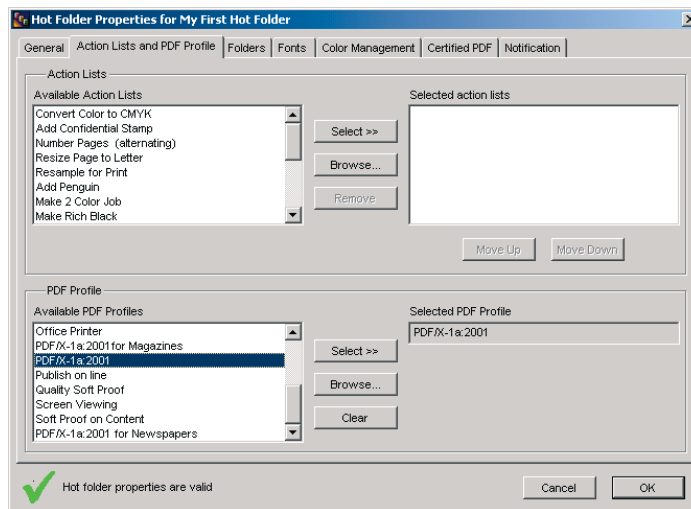 Hot Folder Properties for My First Hot Folder
General Action Lists and PDF Profile Folders Fonts Color Management Certified PDF Notification
Action Lists
Available Action Lists
Selected action lists
Convert Color to CMYK
Add Confidential Stamp
Number Pages (alternating)
Resize Page to Letter
Resample for Print
Add Penguin
Make 2 Color Job
Make Rich Black
Select >>
Browse...
Remove
Move Up Move Down
PDF Profile
Available PDF Profiles
Selected PDF Profile
Office Printer
PDF/X-1a:2001for Magazines
PDF/X-1a:2001
Publish on line
Quality Soft Proof
Screen Viewing
Soft Proof on Content
PDF/X-1a:2001 for Newspapers
Select >>
Browse...
Clear
PDF/X-1a:2001
Hot folder properties are valid
Cancel OK